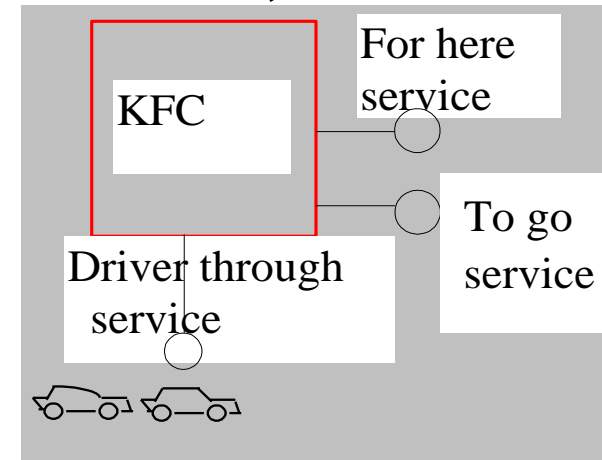 For here
service
KFC
To go
service
Driver through
service